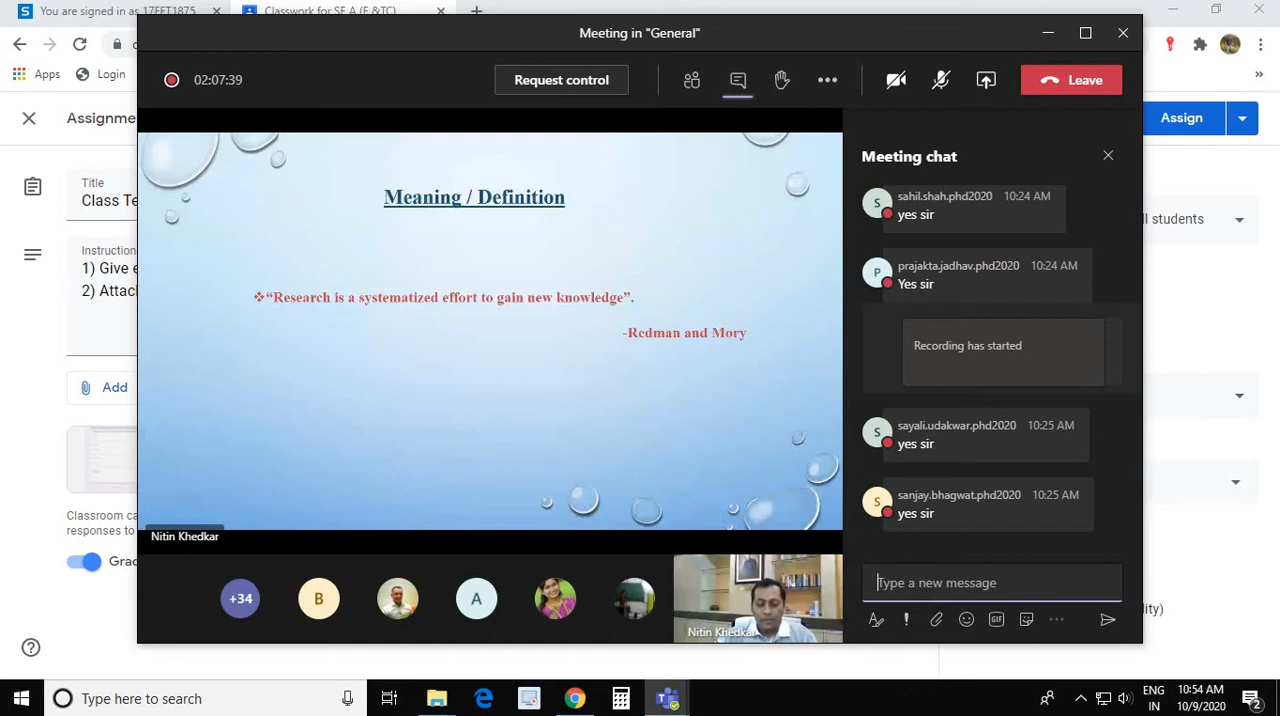 You are signed in as 17FET1875
Classwork for SE A (E &TC)
Apps
Login
Meeting in "General"
02:07:39
Request control
Leave
Assignme
Assign
Title
Class Te
Instruction
1) Give e
2) Attac
Add
Classroom ca
responses to
Grad
ll students
ity)
Meaning / Definition
❖“Research is a systematized effort to gain new knowledge”.
-Redman and Mory
Nitin Khedkar
+34
B
A
Nitin Khedkar
Meeting chat
S
sahil.shah.phd2020 10:24 AM
yes sir
P
prajakta.jadhav.phd2020 10:24 AM
Yes sir
Recording has started
S
sayali.udakwar.phd2020 10:25 AM
yes sir
S
sanjay.bhagwat.phd2020 10:25 AM
yes sir
Type a new message
GIF
Type here to search
ENG
IN
10:54 AM
10/9/2020
2